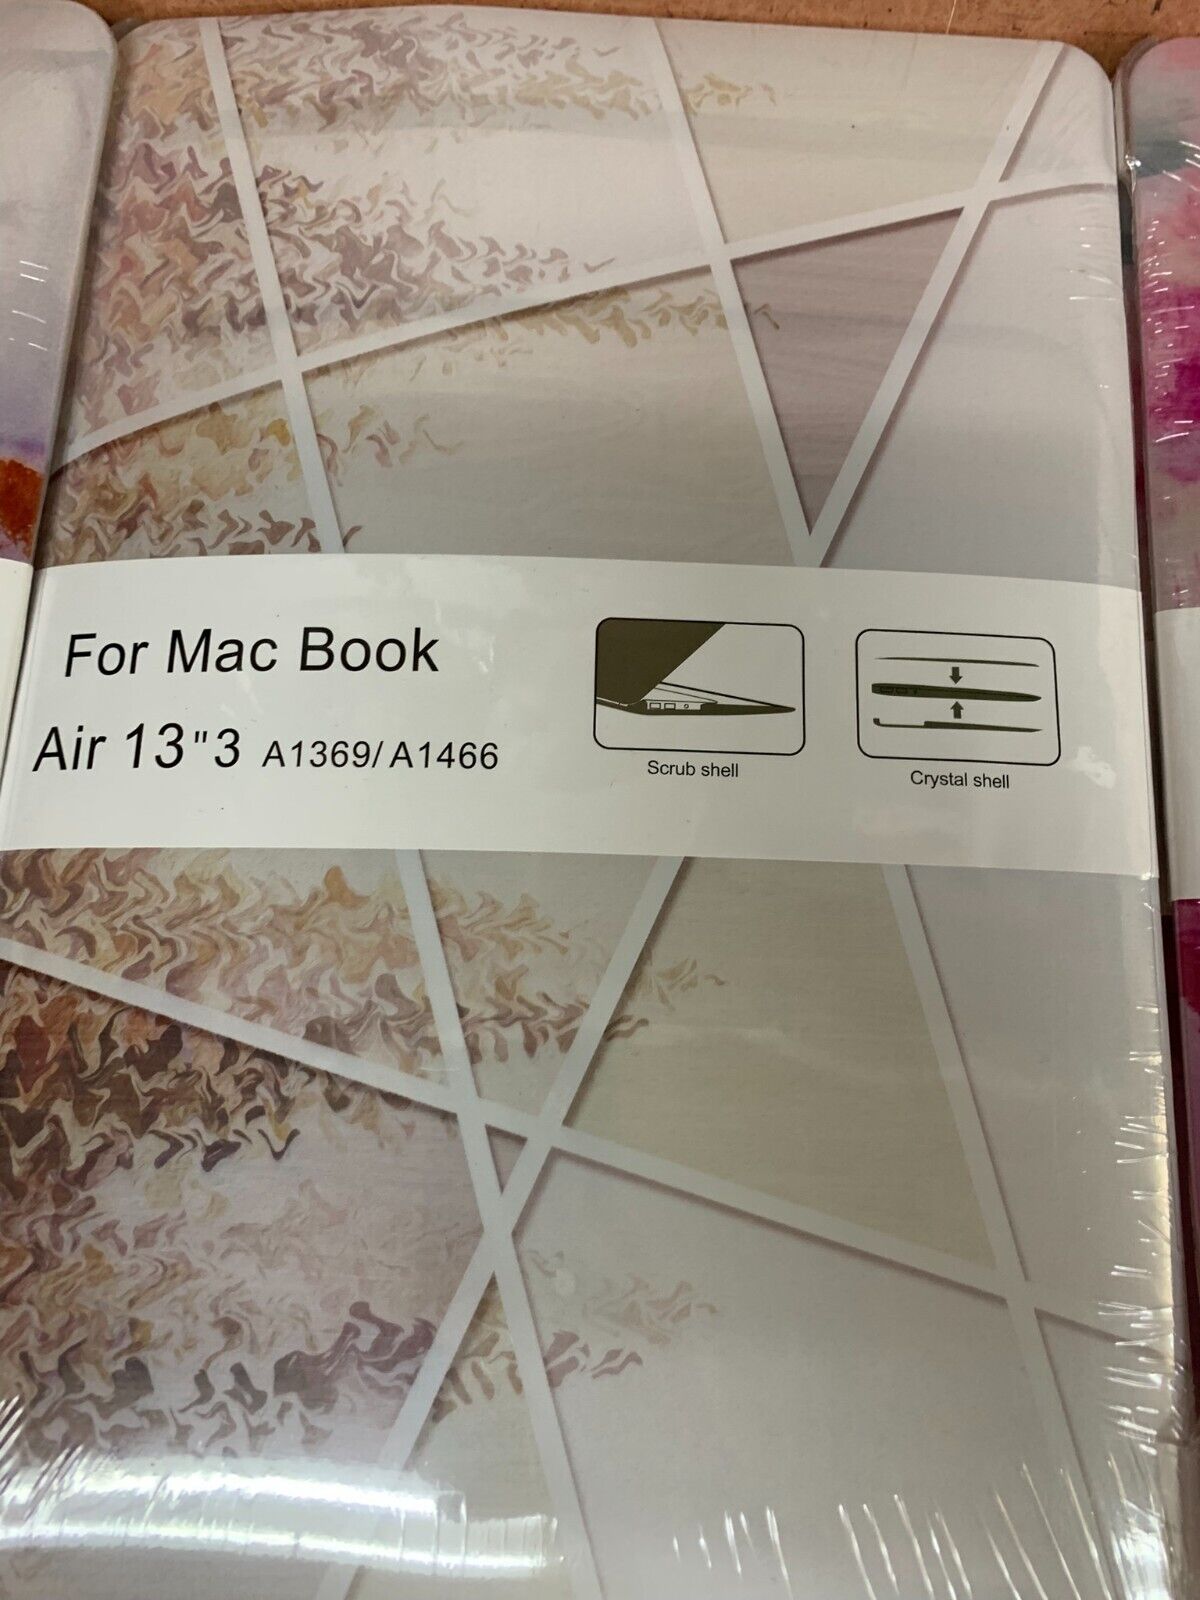 For Mac Book
Air 13"3 A1369/A1466
Scrub shell
Crystal shell